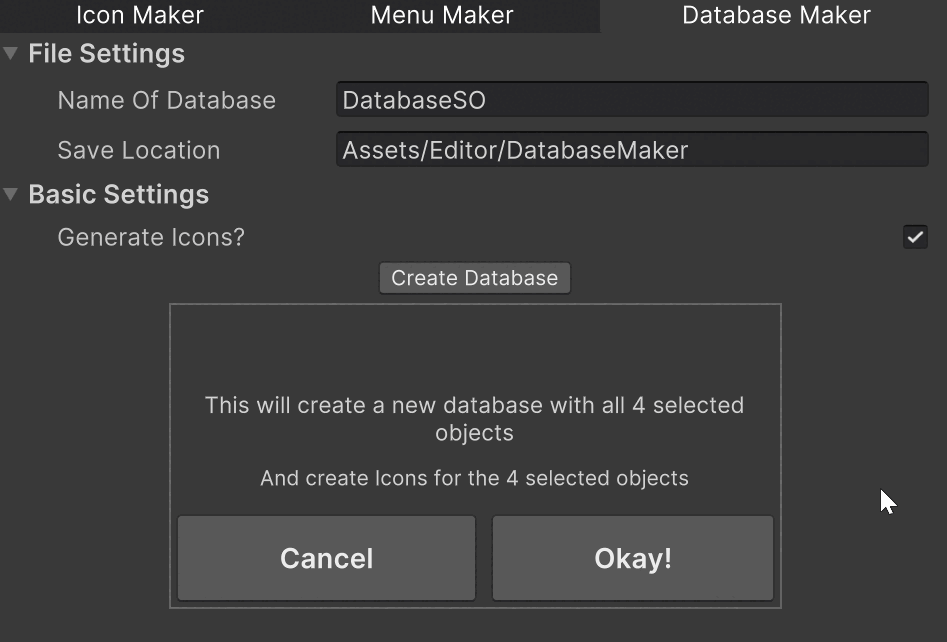 Icon Maker Menu Maker Database Maker
File Settings
Name Of Database DatabaseSO
Save Location Assets/Editor/DatabaseMaker
Basic Settings
Generate Icons?
Create Database
This will create a new database with all 4 selected
objects
And create Icons for the 4 selected objects
Cancel Okay!